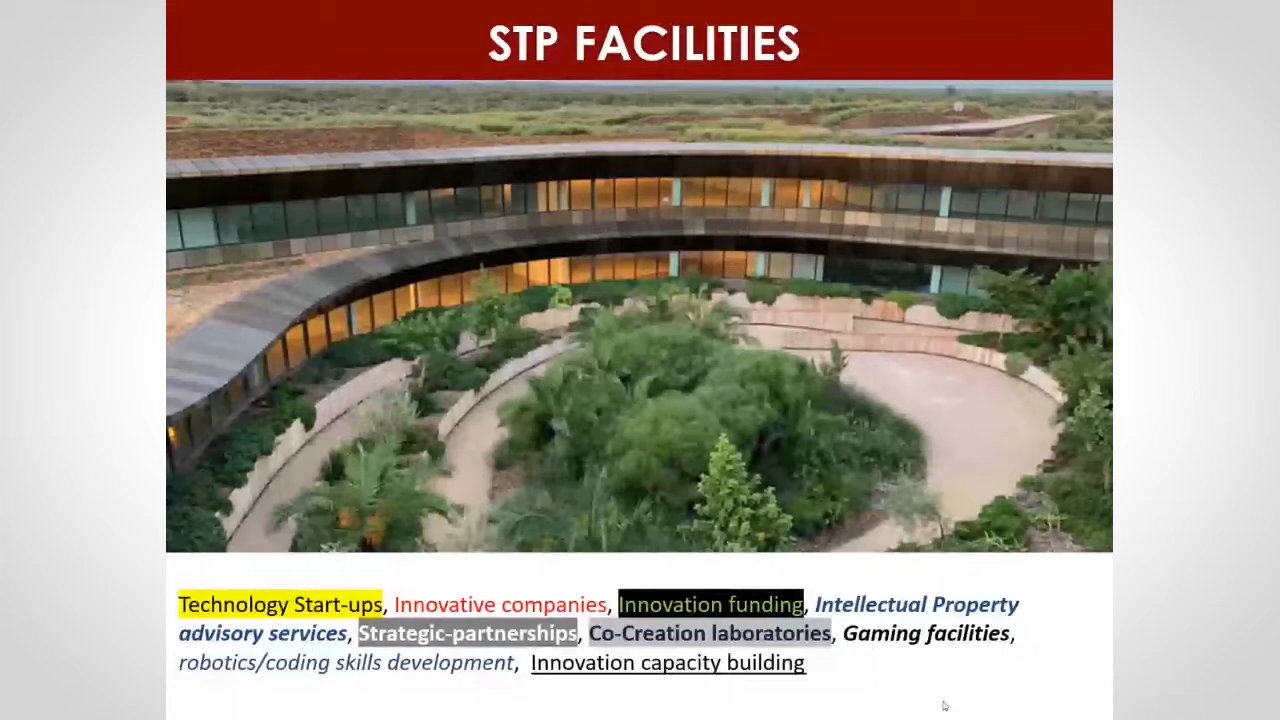 STP FACILITIES
Technology Start-ups, Innovative companies, Innovation funding, Intellectual Property
advisory services, Strategic-partnerships, Co-Creation laboratories, Gaming facilities,
robotics/coding skills development, Innovation capacity building